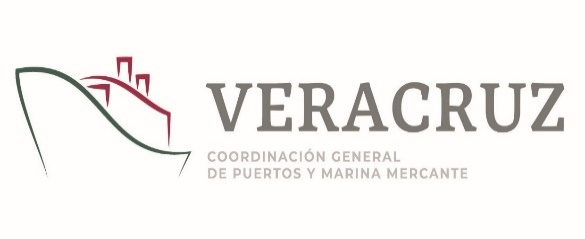 VERACRUZ
COORDINACIÓN GENERAL
DE PUERTOS Y MARINA MERCANTE